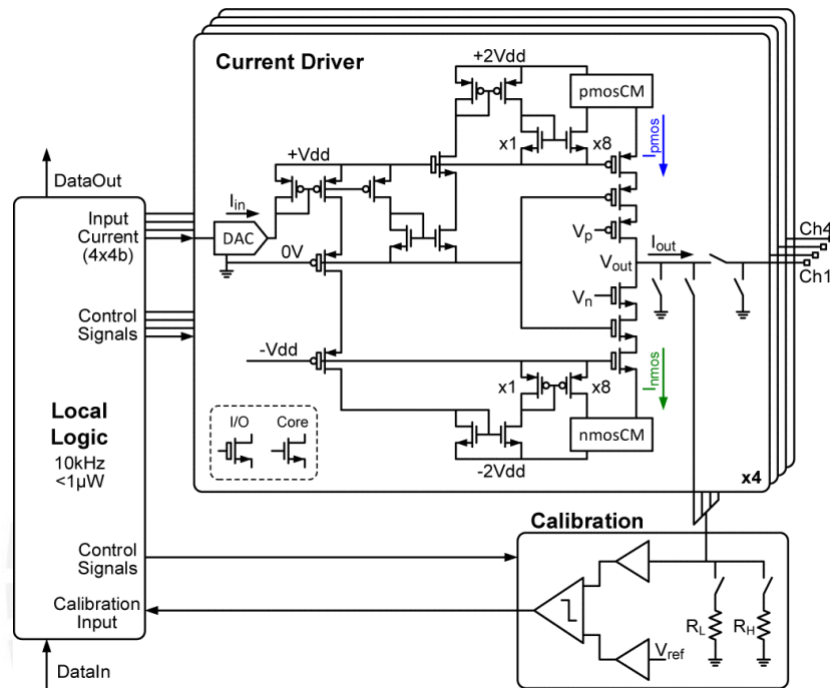 Current Driver
+2Vdd
pmosCM
x1
x8
Ipmos
+Vdd
DataOut
Input
Current
(4x4b)
Iin
DAC
0V
Vp
Iout
Vout
Ch4
Ch1
Vn
Control
Signals
-Vdd
x1
x8
Inmos
I/O
Core
nmosCM
-2Vdd
x4
Local
Logic
10kHz
<1µW
Calibration
Control
Signals
Calibration
Input
RL
RH
Vref
DataIn